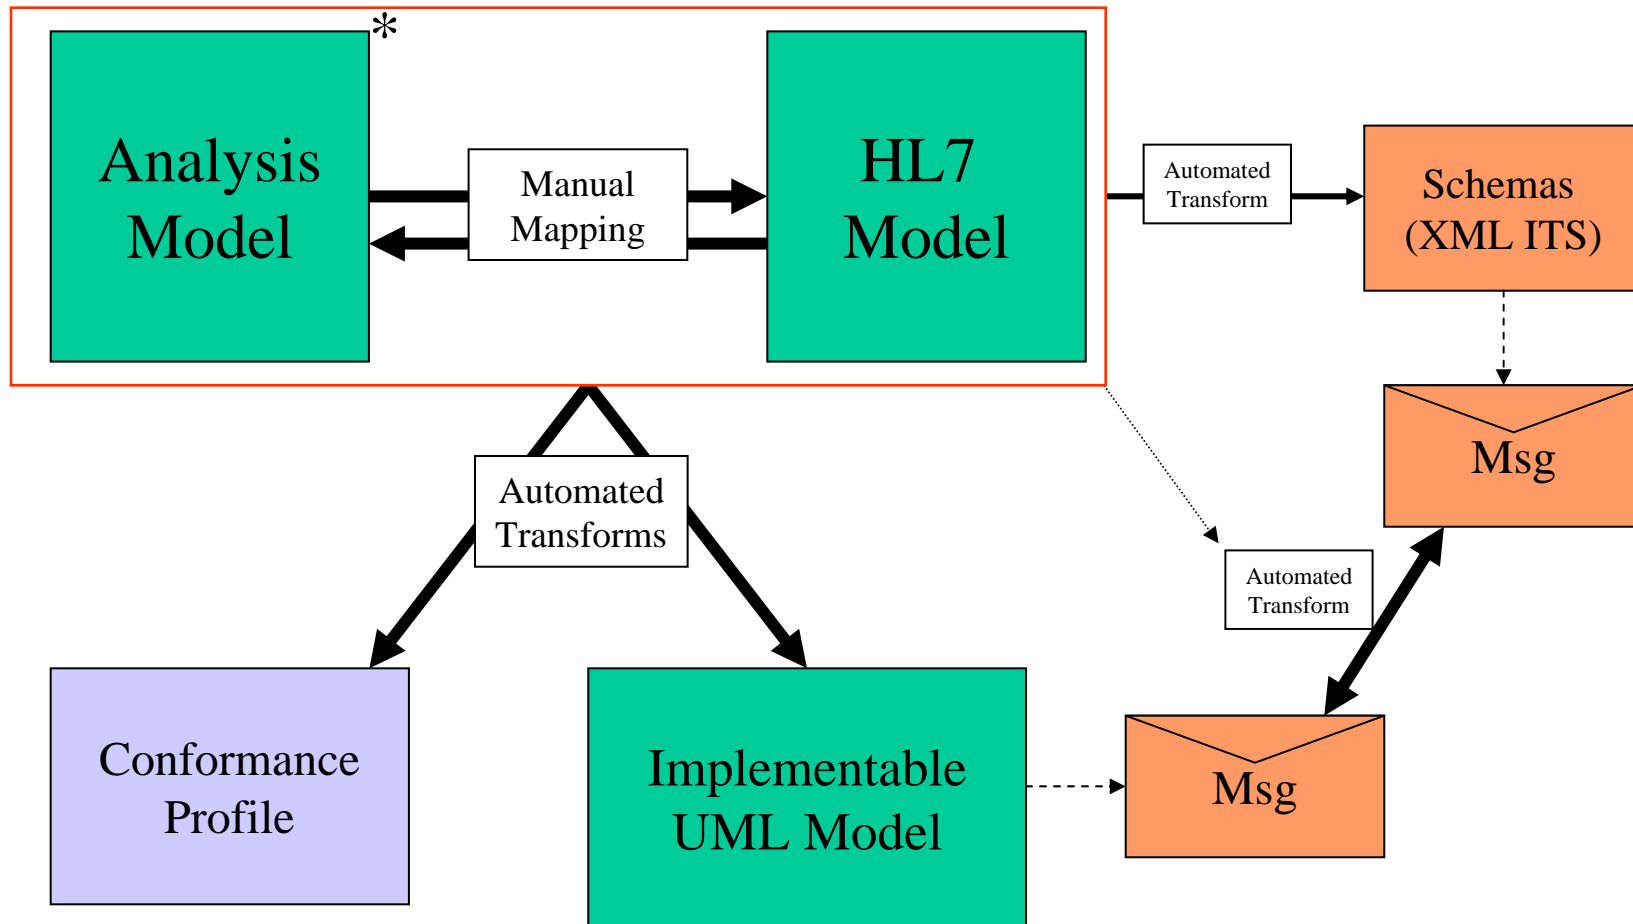 *
Analysis
Model
Manual
Mapping
HL7
Model
Automated
Transform
Schemas
(XML ITS)
Msg
Automated
Transforms
Automated
Transform
Conformance
Profile
Implementable
UML Model
Msg